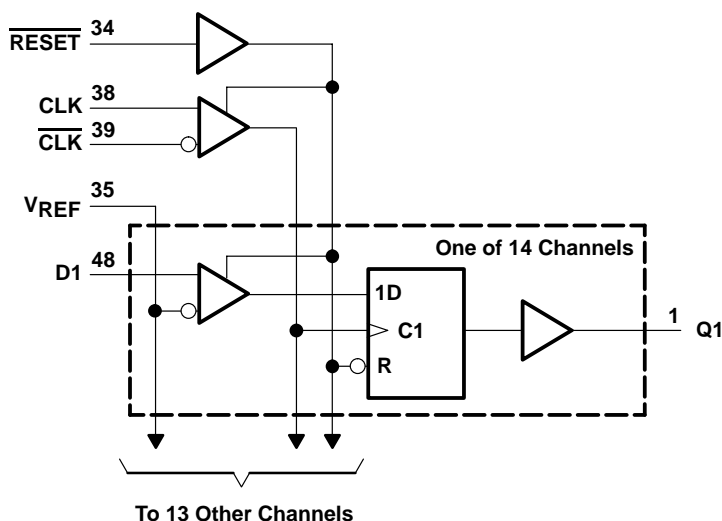 RESET 34
CLK 38
CLK 39
VREF 35
One of 14 Channels
D1 48
1D
C1
R
1 Q1
To 13 Other Channels